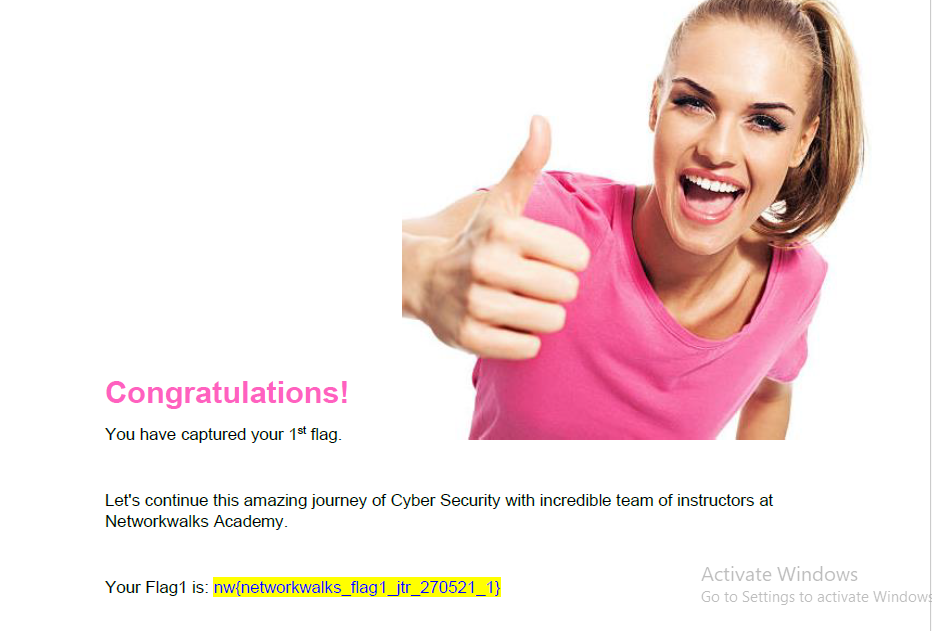 Congratulations!
You have captured your 1st flag.
Let's continue this amazing journey of Cyber Security with incredible team of instructors at
Networkwalks Academy.
Your Flag1 is: nw{networkwalks_flag1_jtr_270521_1}
Activate Windows
Go to Settings to activate Windows